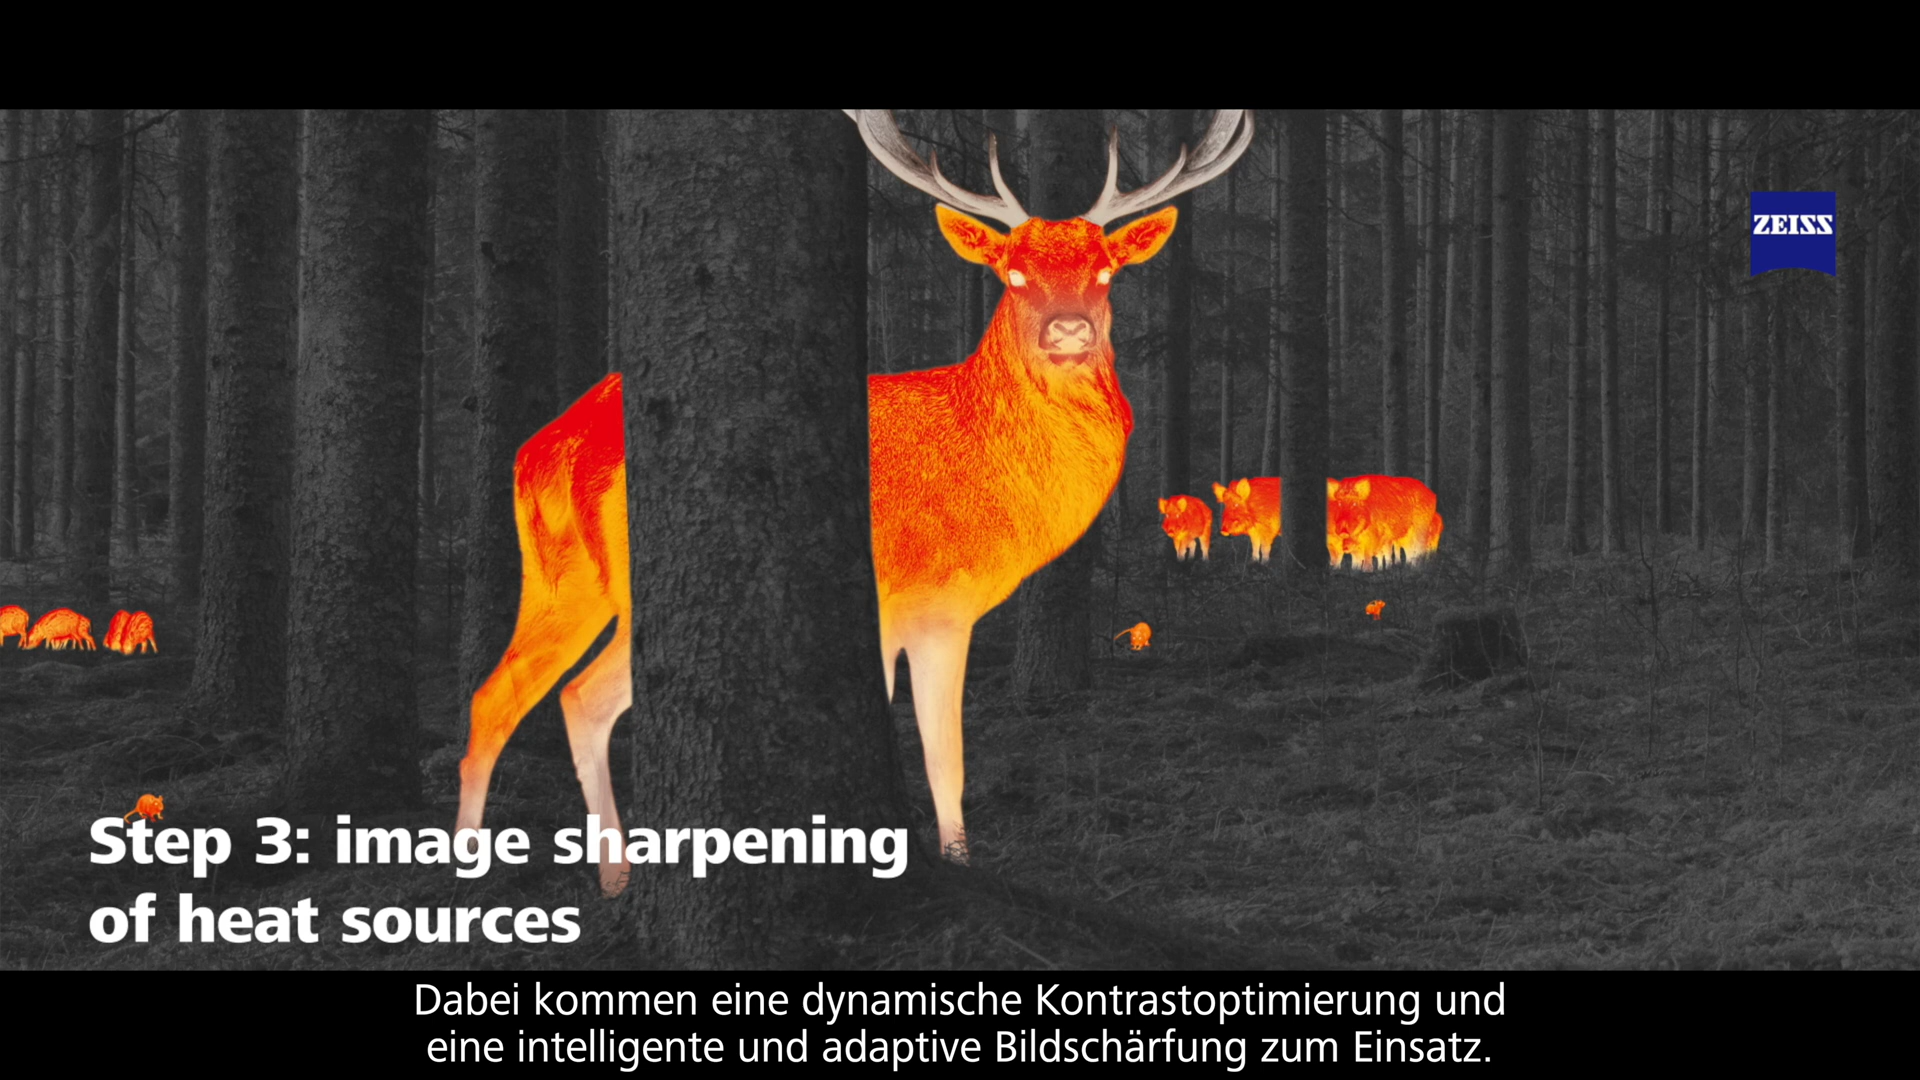 ZEISS
Step 3: image sharpening
of heat sources
Dabei kommen eine dynamische Kontrastoptimierung und
eine intelligente und adaptive Bildschärfung zum Einsatz.